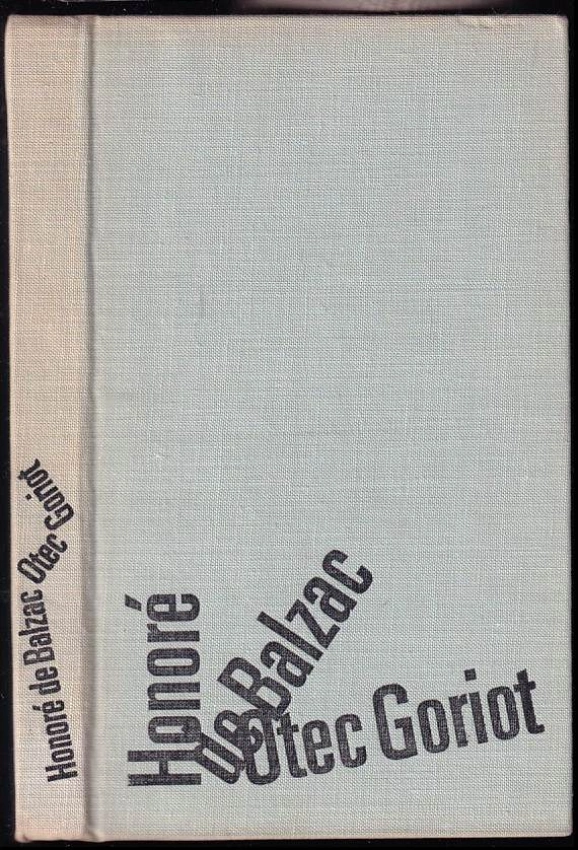 Honoré de Balzac Otec Goriot
Honoré
de Balzac
Otec Goriot